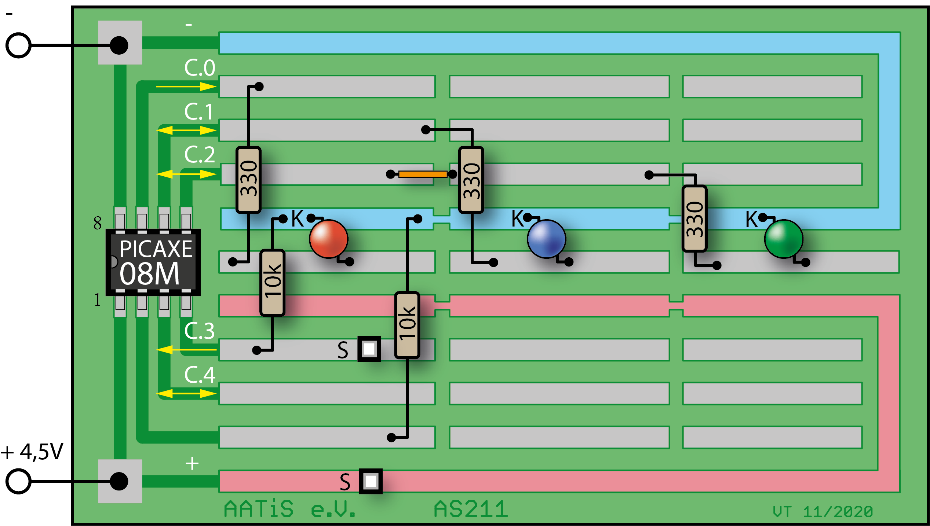 -
-
C.0
C.1
C.2
330
330
330
8
K
K
K
PICAXE
08M
10k
10k
1
C.3
S
C.4
+ 4,5V
+
S
AATiS e.V. AS211 VT 11/2020